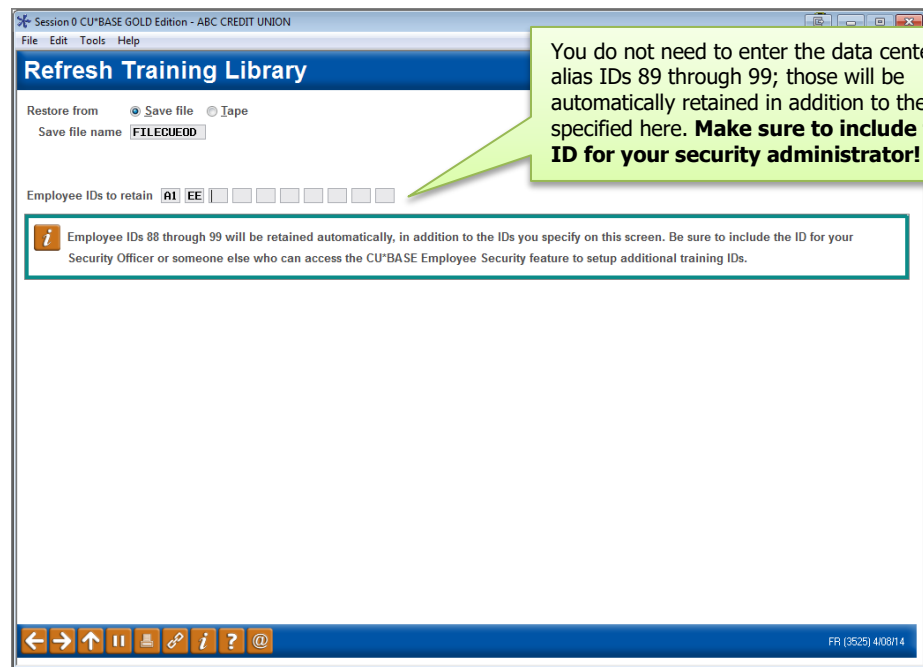 Session 0 CU*BASE GOLD Edition - ABC CREDIT UNION
File Edit Tools Help
Refresh Training Library
You do not need to enter the data cente
alias IDs 89 through 99; those will be
automatically retained in addition to the
specified here. Make sure to include
ID for your security administrator!
Restore from Save file Tape
Save file name FILECUEOD
Employee IDs to retain A1 EE
Employee IDs 88 through 99 will be retained automatically, in addition to the IDs you specify on this screen. Be sure to include the ID for your
Security Officer or someone else who can access the CU*BASE Employee Security feature to setup additional training IDs.
FR (3525) 4/08/14